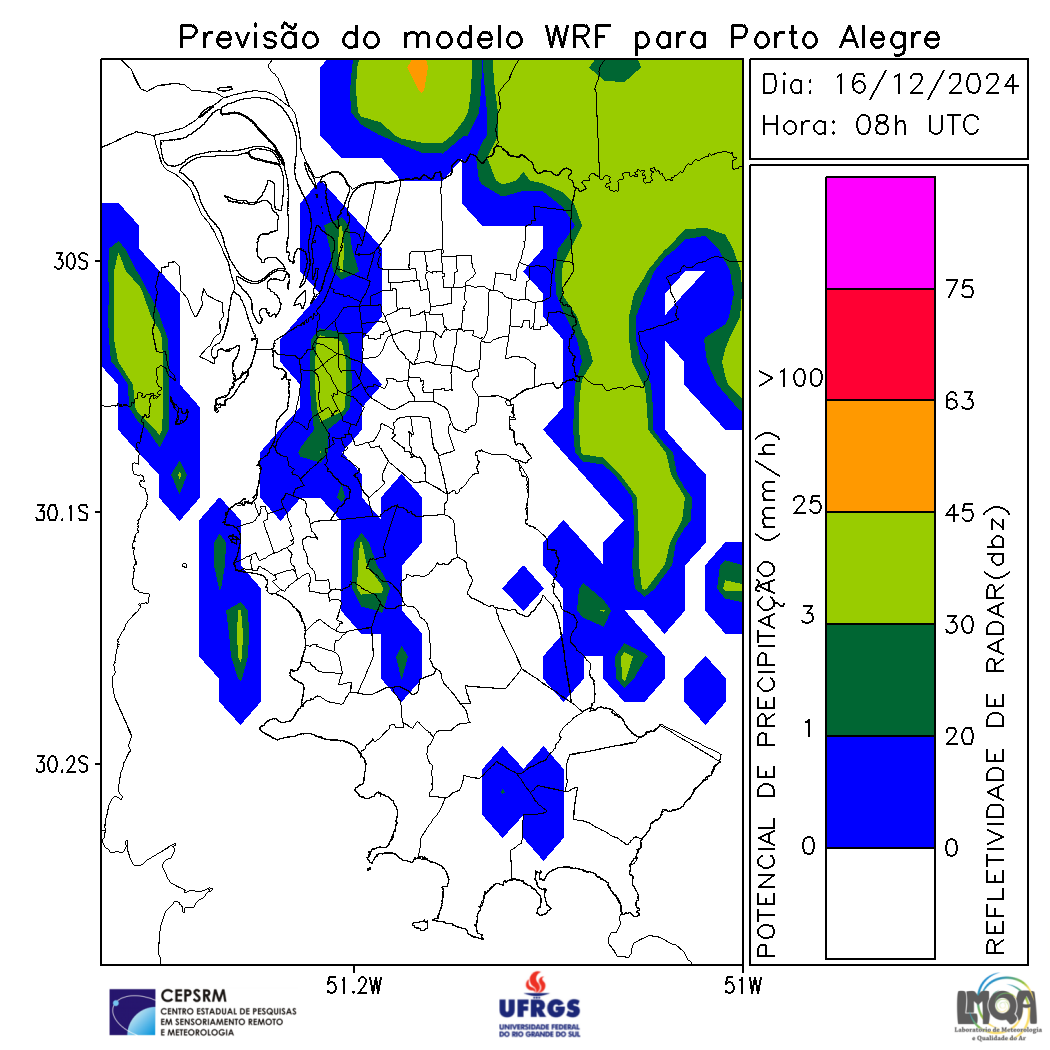 Previsão do modelo WRF para Porto Alegre
Dia: 16/12/2024
Hora: 08h UTC
30S
30.1S
30.2S
51.2W
51W
POTENCIAL DE PRECIPITAÇÃO (mm/h)
>100
25
3
1
0
75
63
45
30
20
0
REFLETIVIDADE DE RADAR(dbz)
CEPSRM
CENTRO ESTADUAL DE PESQUISAS
EM SENSORIAMENTO REMOTO
E METEOROLOGIA
UFRGS
UNIVERSIDADE FEDERAL
DO RIO GRANDE DO SUL
LMQA
Laboratório de Meteorologia
e Qualidade do Ar